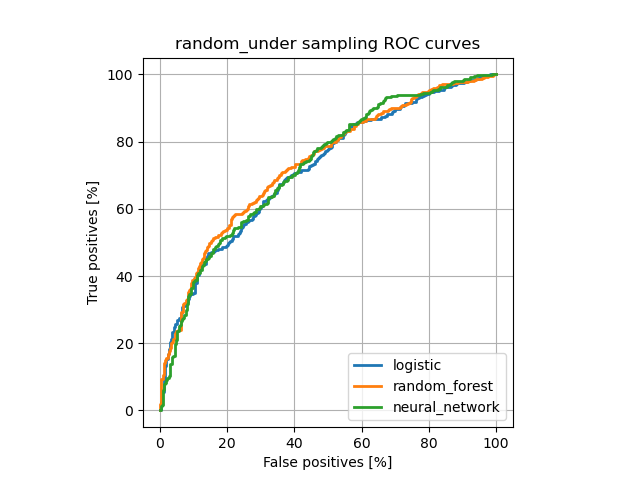 random_under sampling ROC curves
True positives [%]
100
80
60
40
20
0
0 20 40 60 80 100
False positives [%]
logistic
random_forest
neural_network